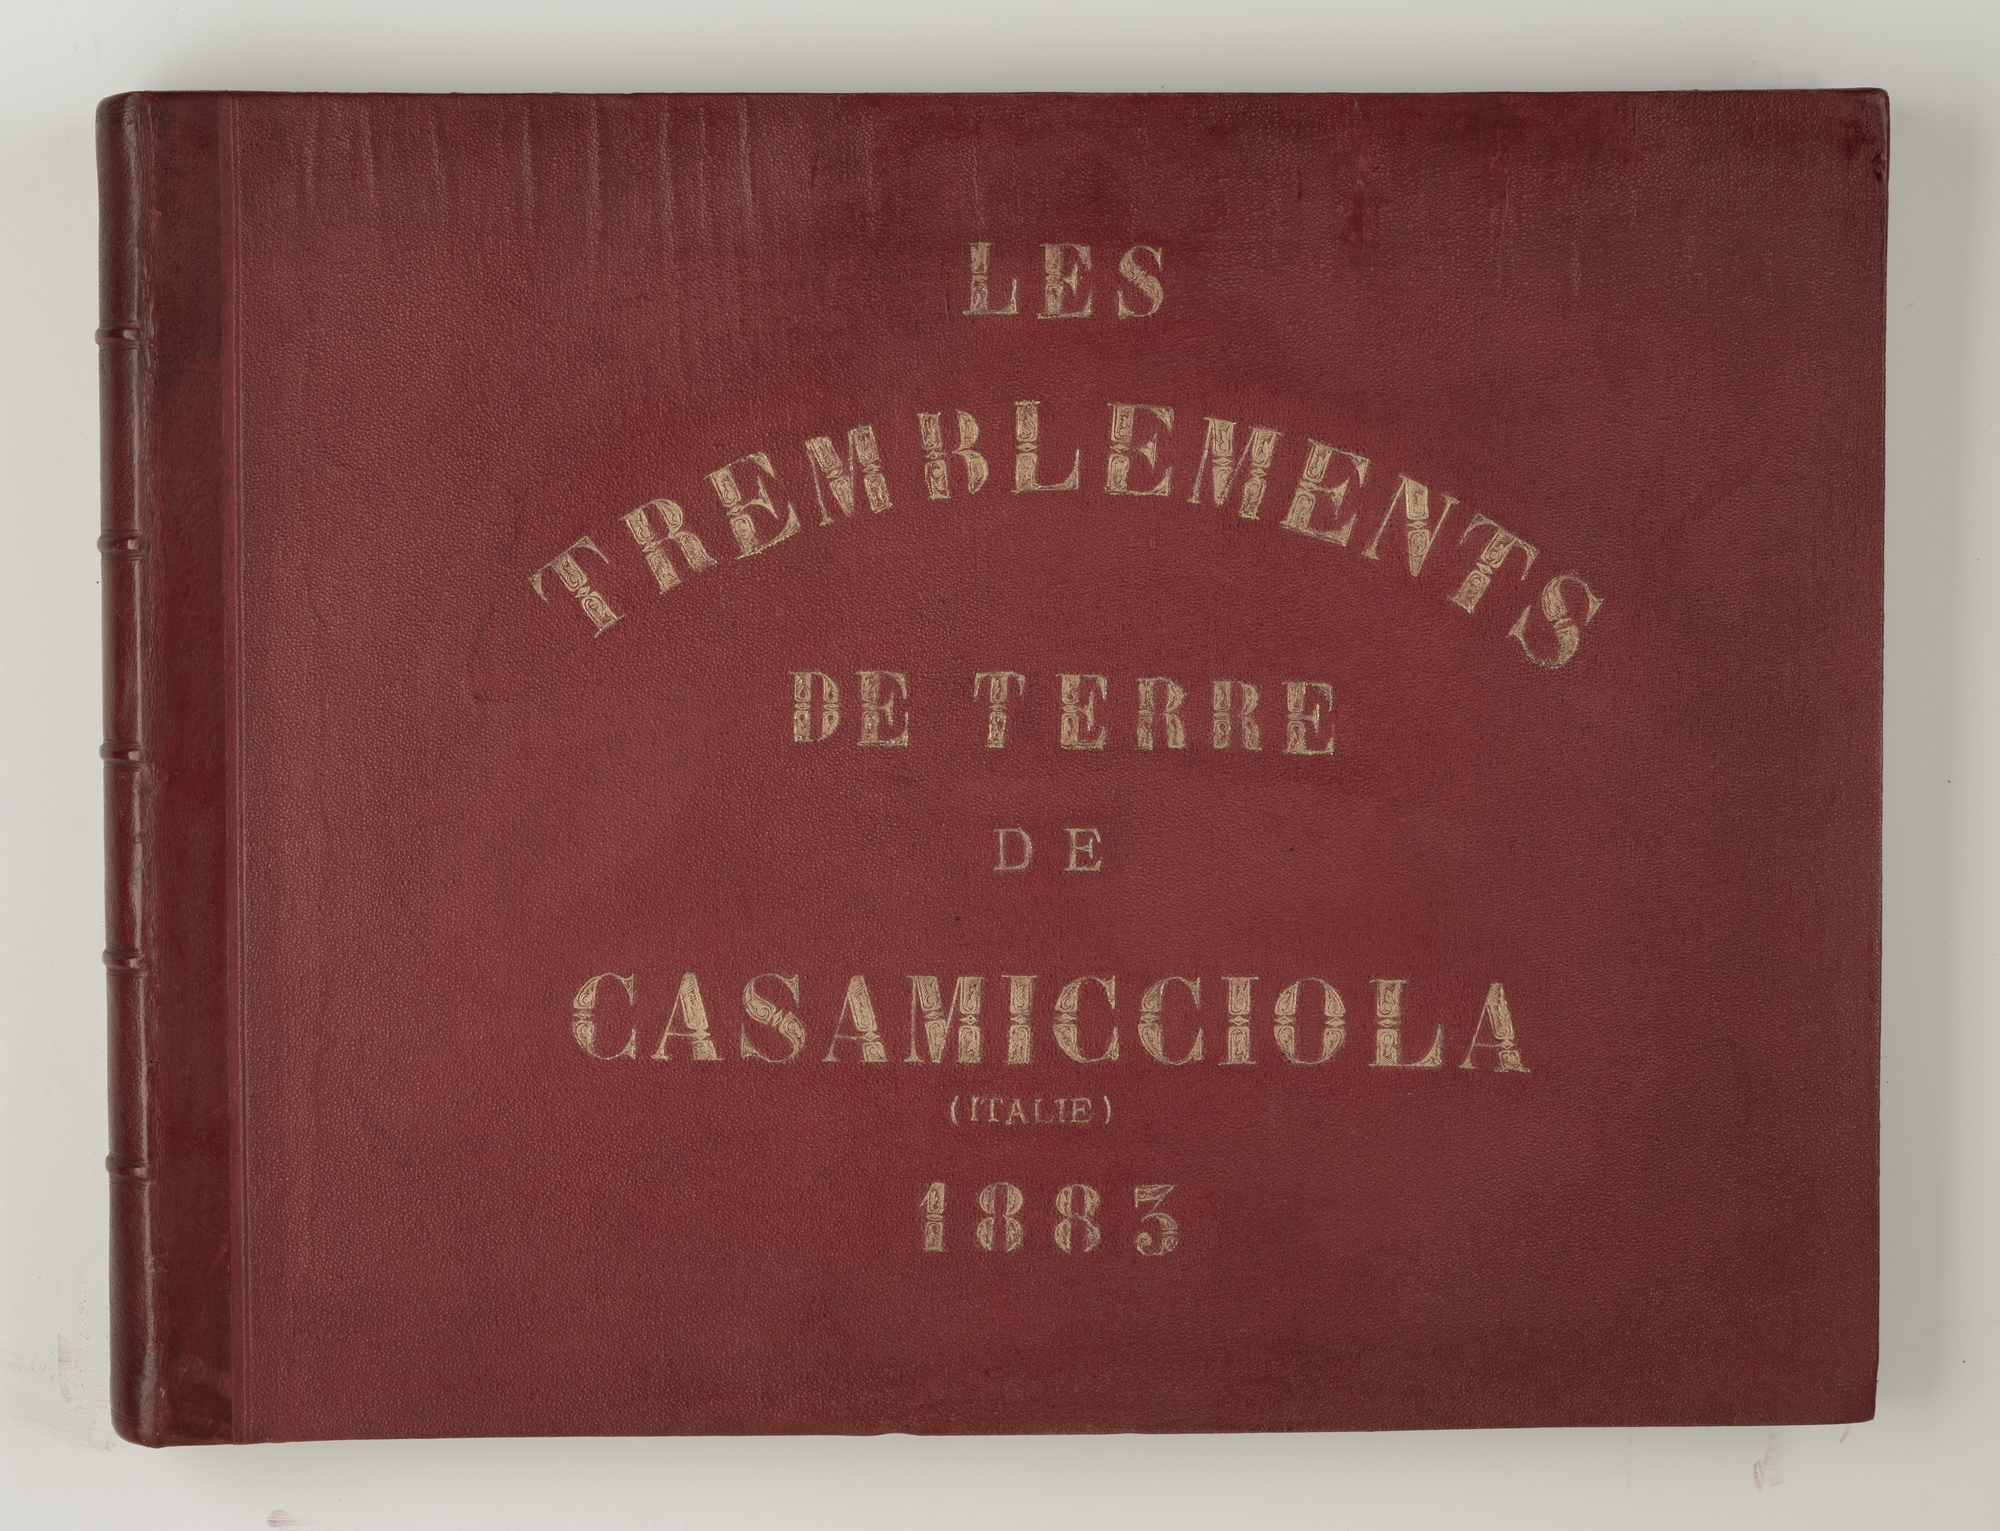 LES
TREMBLEMENTS
DE TERRE
DE
CASAMICCIOLA
(ITALIE)
1883